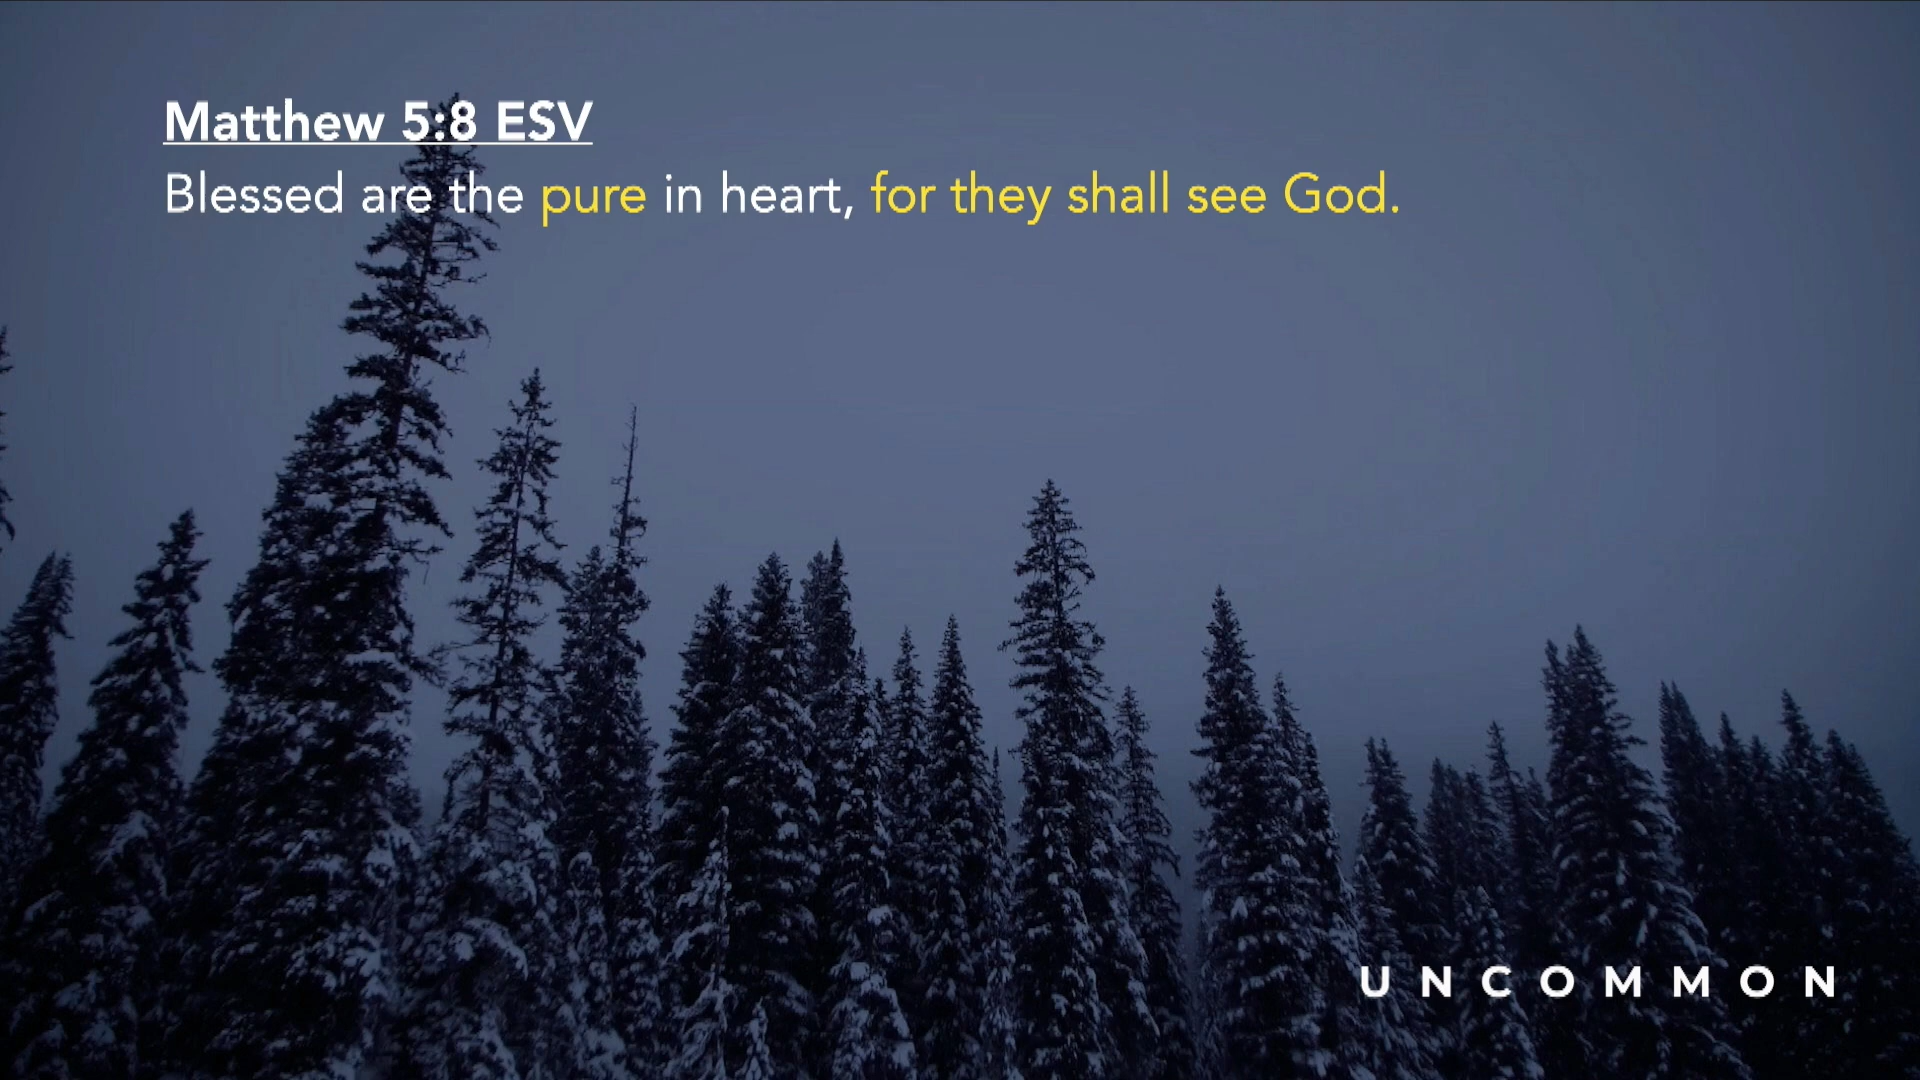 Matthew 5:8 ESV
Blessed are the pure in heart, for they shall see God.
UNCOMMON